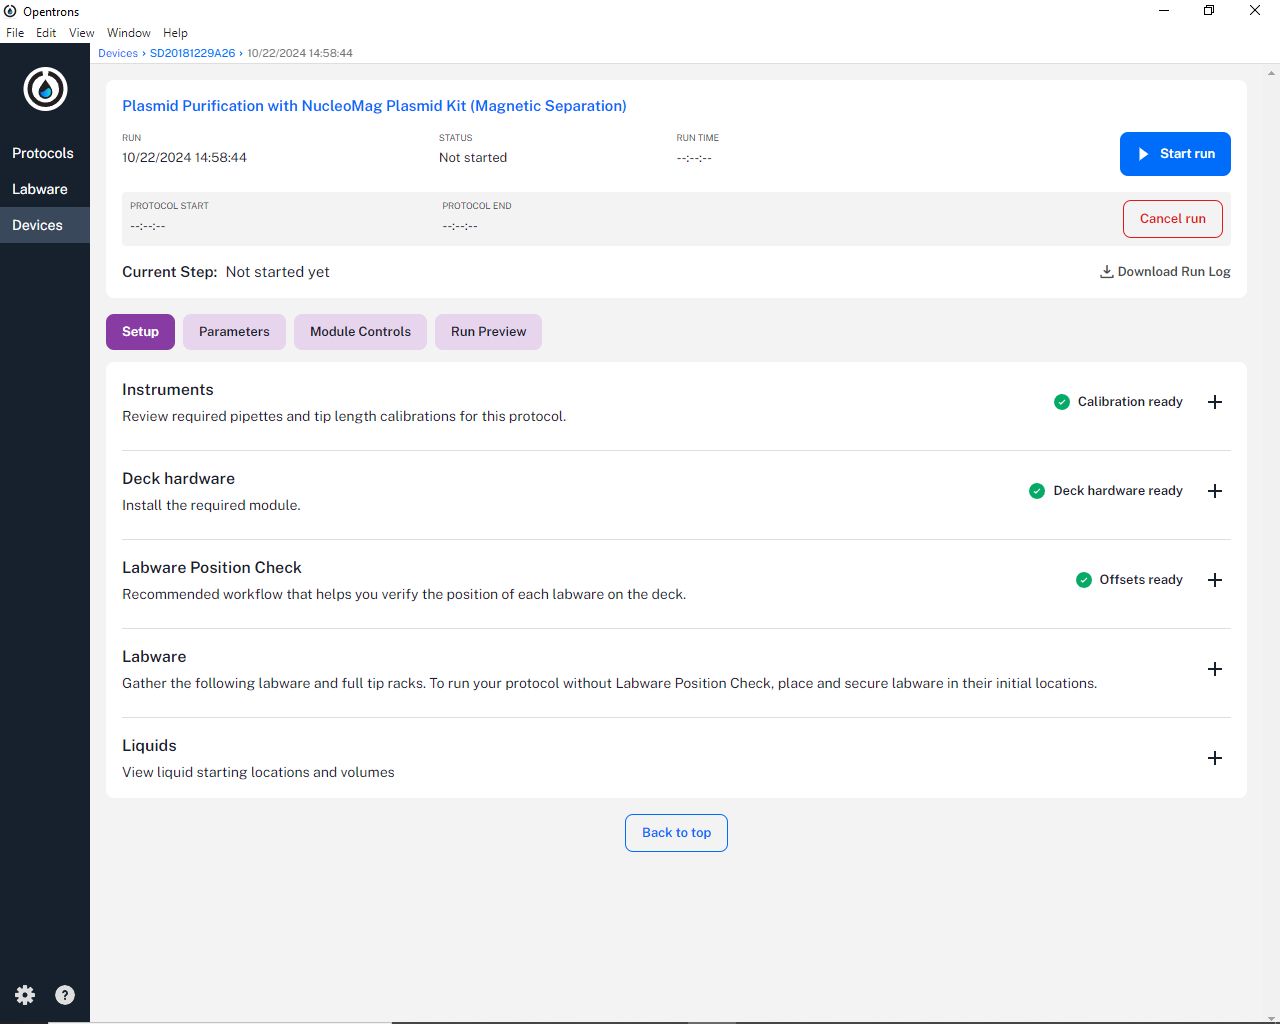 Opentrons
File Edit View Window Help
Devices › SD20181229A26 › 10/22/2024 14:58:44
Protocols
Labware
Devices
Plasmid Purification with NucleoMag Plasmid Kit (Magnetic Separation)
RUN STATUS RUN TIME
10/22/2024 14:58:44 Not started --:--:--
Start run
PROTOCOL START PROTOCOL END
--:--:-- --:--:--
Cancel run
Current Step: Not started yet
Download Run Log
Setup Parameters Module Controls Run Preview
Instruments
Review required pipettes and tip length calibrations for this protocol.
Calibration ready
Deck hardware
Install the required module.
Deck hardware ready
Labware Position Check
Recommended workflow that helps you verify the position of each labware on the deck.
Offsets ready
Labware
Gather the following labware and full tip racks. To run your protocol without Labware Position Check, place and secure labware in their initial locations.
Liquids
View liquid starting locations and volumes
Back to top